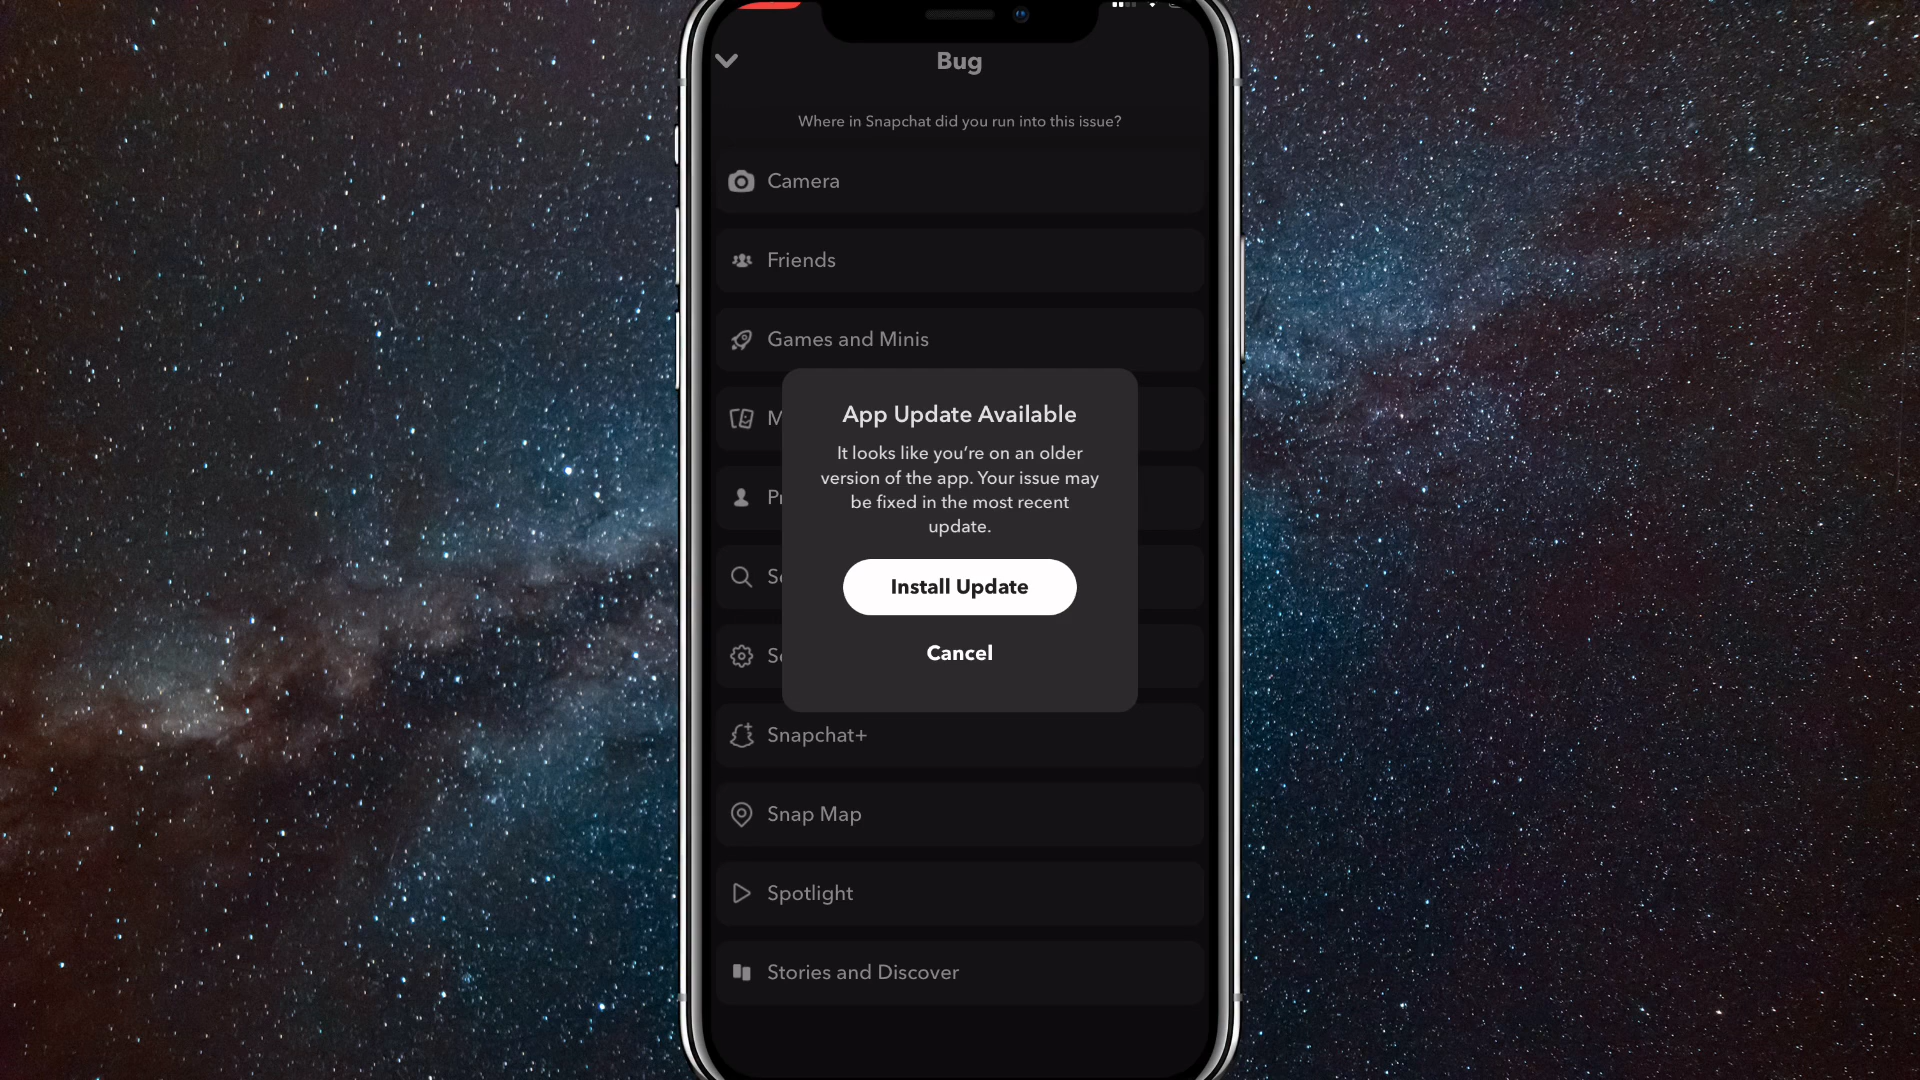 Bug
Where in Snapchat did you run into this issue?
Camera
Friends
Games and Minis
App Update Available
It looks like you're on an older
version of the app. Your issue may
be fixed in the most recent
update.
Install Update
Cancel
Snapchat+
Snap Map
Spotlight
Stories and Discover